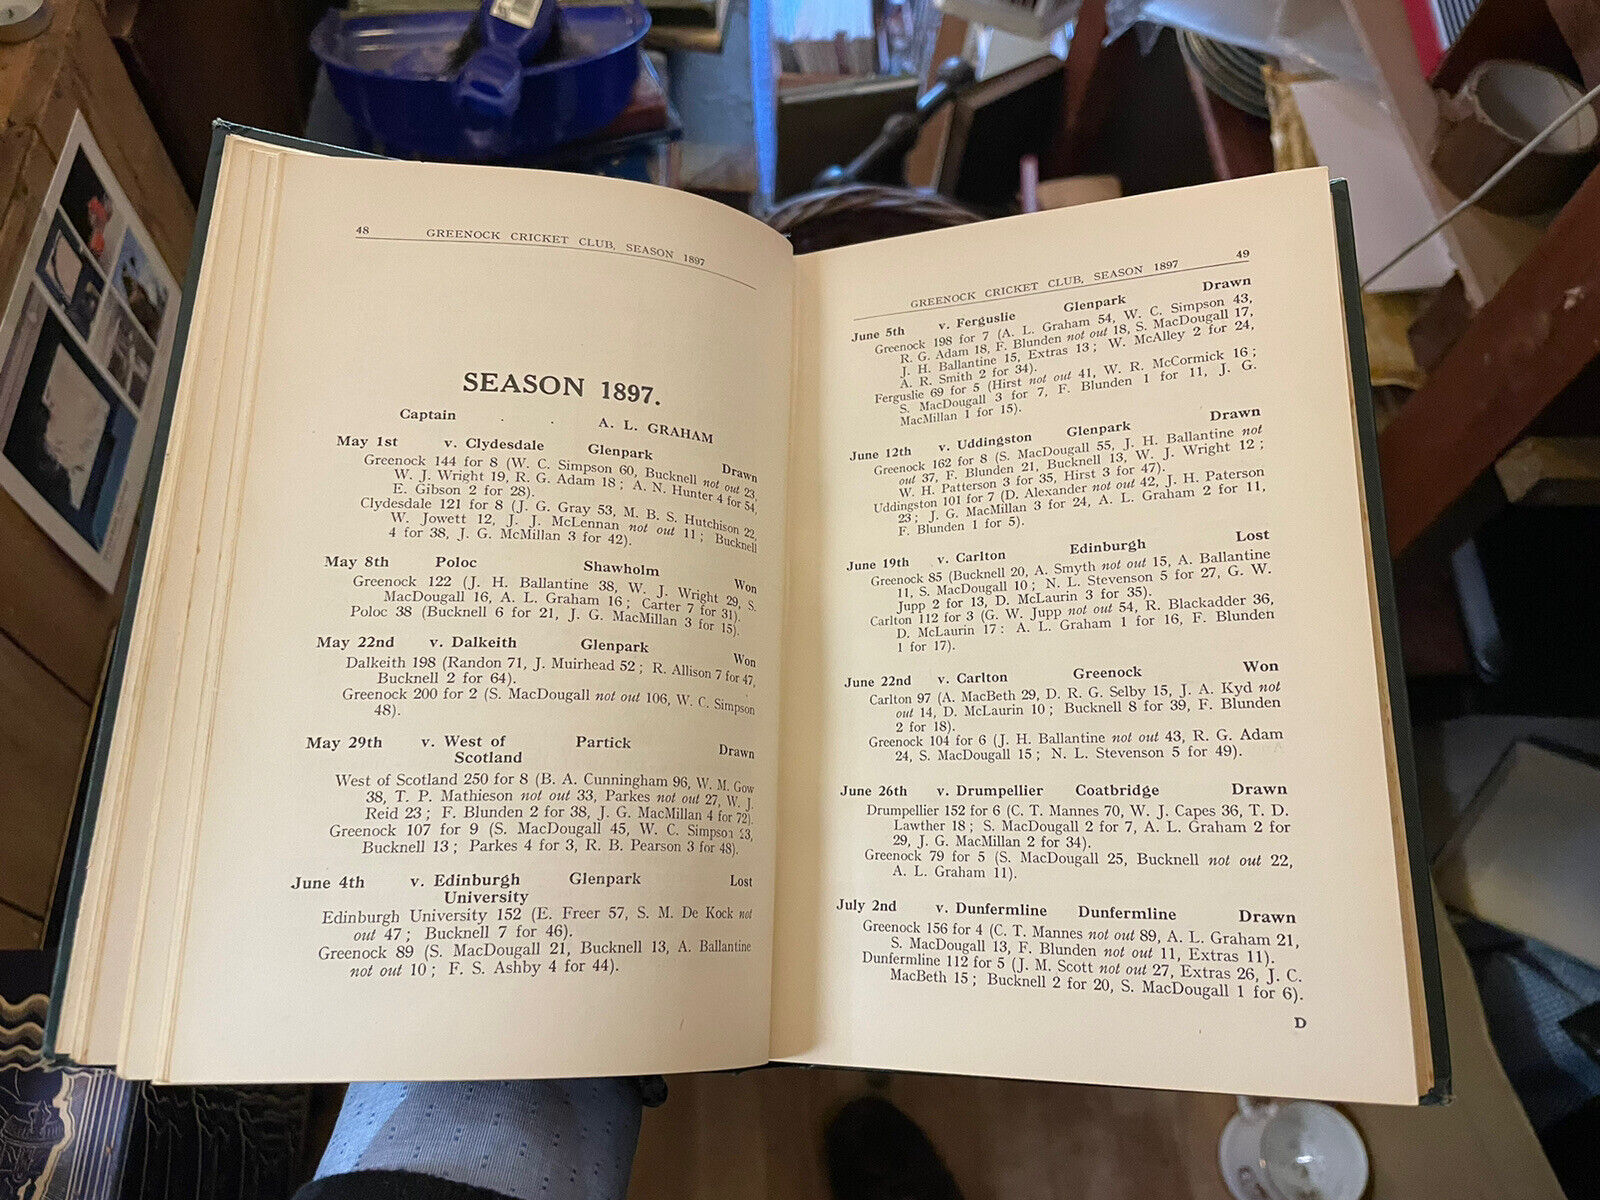 48 GREENOCK CRICKET CLUB, SEASON 1897
SEASON 1897.
Captain . . A. L. GRAHAM
May 1st v. Clydesdale Glenpark Drawn
Greenock 144 for 8 (W. C. Simpson 60, Bucknell not out 23,
W. J. Wright 19, R. G. Adam 18 ; A. N. Hunter 4 for 54,
E. Gibson 2 for 28).
Clydesdale 121 for 8 (J. G. Gray 53, M. B. S. Hutchison 22,
W. Jowett 12, J. J. McLennan not out 11 ; Bucknell
4 for 38, J. G. McMillan 3 for 42).
May 8th Poloc Shawholm Won
Greenock 122 (J. H. Ballantine 38, W. J. Wright 29, S.
MacDougall 16, A. L. Graham 16 ; Carter 7 for 31).
Poloc 38 (Bucknell 6 for 21, J. G. MacMillan 3 for 15).
May 22nd v. Dalkeith Glenpark Won
Dalkeith 198 (Randon 71, J. Muirhead 52 ; R. Allison 7 for 47,
Bucknell 2 for 64).
Greenock 200 for 2 (S. MacDougall not out 106, W. C. Simpson
48).
May 29th v. West of Partick Drawn
Scotland
West of Scotland 250 for 8 (B. A. Cunningham 96, W. M. Gow
38, T. P. Mathieson not out 33, Parkes not out 27, W. J.
Reid 23 ; F. Blunden 2 for 38, J. G. MacMillan 4 for 72).
Greenock 107 for 9 (S. MacDougall 45, W. C. Simpson 23,
Bucknell 13 ; Parkes 4 for 3, R. B. Pearson 3 for 48).
June 4th v. Edinburgh Glenpark Lost
University
Edinburgh University 152 (E. Freer 57, S. M. De Kock not
out 47 ; Bucknell 7 for 46).
Greenock 89 (S. MacDougall 21, Bucknell 13, A. Ballantine
not out 10 ; F. S. Ashby 4 for 44).
GREENOCK CRICKET CLUB, SEASON 1897 49
June 5th v. Ferguslie Glenpark Drawn
Greenock 198 for 7 (A. L. Graham 54, W. C. Simpson 43,
R. G. Adam 18, F. Blunden not out 18, S. MacDougall 17,
J. H. Ballantine 15, Extras 13 ; W. McAlley 2 for 24,
A. R. Smith 2 for 34).
Ferguslie 69 for 5 (Hirst not out 41, W. R. McCormick 16 ;
S. MacDougall 3 for 7, F. Blunden 1 for 11, J. G.
MacMillan 1 for 15).
June 12th v. Uddingston Glenpark Drawn
Greenock 162 for 8 (S. MacDougall 55, J. H. Ballantine not
out 37, F. Blunden 21, Bucknell 13, W. J. Wright 12 ;
W. H. Patterson 3 for 35, Hirst 3 for 47).
Uddingston 101 for 7 (D. Alexander not out 42, J. H. Paterson
23 ; J. G. MacMillan 3 for 24, A. L. Graham 2 for 11,
F. Blunden 1 for 5).
June 19th v. Carlton Edinburgh Lost
Greenock 85 (Bucknell 20, A. Smyth not out 15, A. Ballantine
11, S. MacDougall 10 ; N. L. Stevenson 5 for 27, G. W.
Jupp 2 for 13, D. McLaurin 3 for 35).
Carlton 112 for 3 (G. W. Jupp not out 54, R. Blackadder 36,
D. McLaurin 17 : A. L. Graham 1 for 16, F. Blunden
1 for 17).
June 22nd v. Carlton Greenock Won
Carlton 97 (A. MacBeth 29, D. R. G. Selby 15, J. A. Kyd not
out 14, D. McLaurin 10 ; Bucknell 8 for 39, F. Blunden
2 for 18).
Greenock 104 for 6 (J. H. Ballantine not out 43, R. G. Adam
24, S. MacDougall 15 ; N. L. Stevenson 5 for 49).
June 26th v. Drumpellier Coatbridge Drawn
Drumpellier 152 for 6 (C. T. Mannes 70, W. J. Capes 36, T. D.
Lawther 18 ; S. MacDougall 2 for 7, A. L. Graham 2 for
29, J. G. MacMillan 2 for 34).
Greenock 79 for 5 (S. MacDougall 25, Bucknell not out 22,
A. L. Graham 11).
July 2nd v. Dunfermline Dunfermline Drawn
Greenock 156 for 4 (C. T. Mannes not out 89, A. L. Graham 21,
S. MacDougall 13, F. Blunden not out 11, Extras 11).
Dunfermline 112 for 5 (J. M. Scott not out 27, Extras 26, J. C.
MacBeth 15 ; Bucknell 2 for 20, S. MacDougall 1 for 6).
D